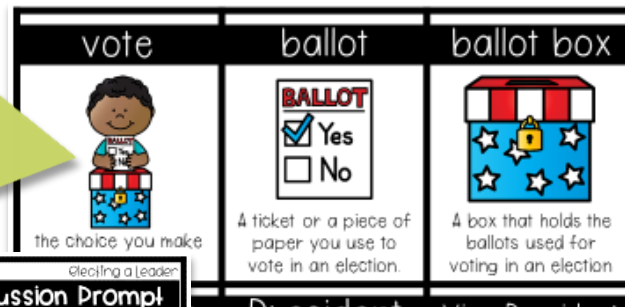 vote
ballot
ballot box
BALLOT
Yes
No
the choice you make
A ticket or a piece of
paper you use to
vote in an election.
A box that holds the
ballots used for
voting in an election
Electing a Leader
Prompt